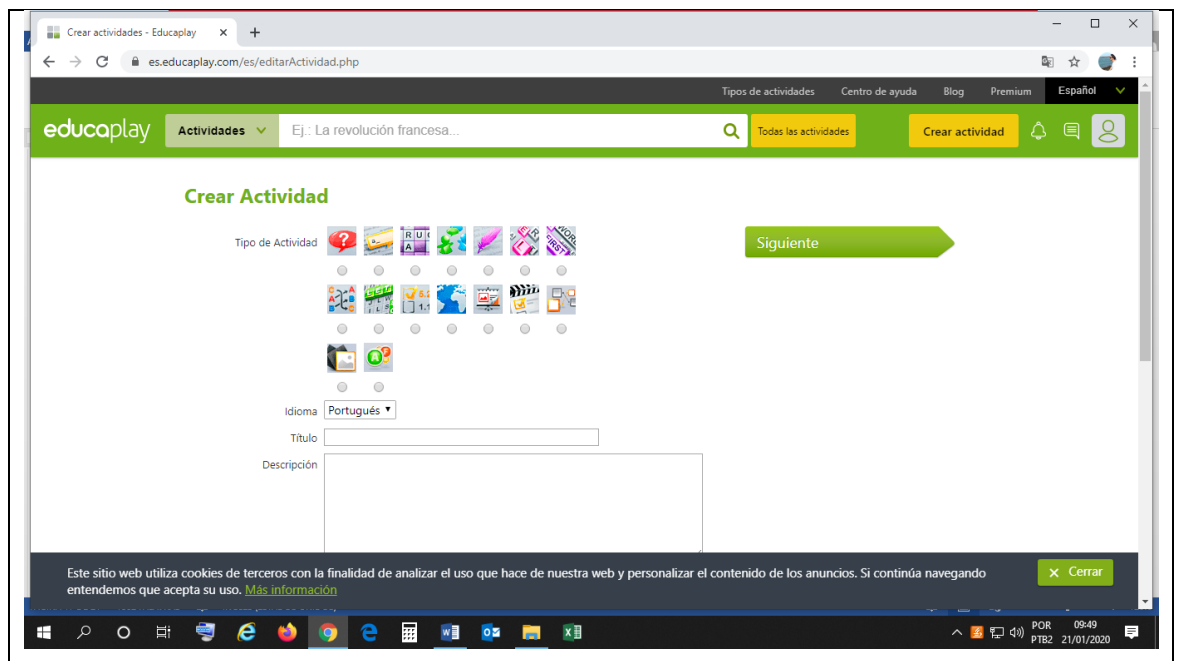 Crear actividades - Educaplay
es.educaplay.com/es/editarActividad.php
Tipos de actividades Centro de ayuda Blog Premium Español
educaplay Actividades Ej.: La revolución francesa... Todas las actividades Crear actividad
Crear Actividad
Tipo de Actividad
Siguiente
Idioma Portugués
Título
Descripción
Este sitio web utiliza cookies de terceros con la finalidad de analizar el uso que hace de nuestra web y personalizar el contenido de los anuncios. Si continúa navegando
entendemos que acepta su uso. Más información
Cerrar
POR 09:49
PTB2 21/01/2020